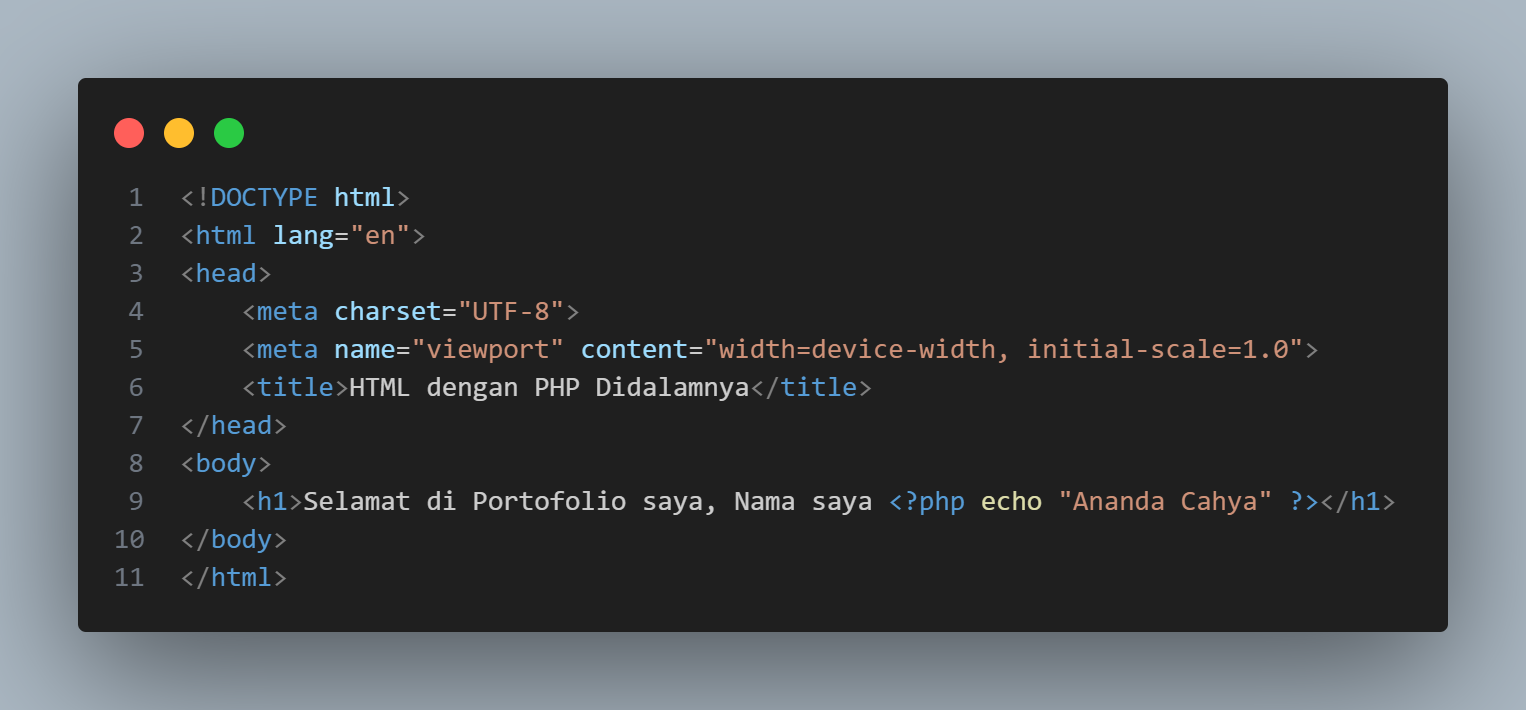 1 <!DOCTYPE html>
2 <html lang="en">
3 <head>
4     <meta charset="UTF-8">
5     <meta name="viewport" content="width=device-width, initial-scale=1.0">
6     <title>HTML dengan PHP Didalamnya</title>
7 </head>
8 <body>
9     <h1>Selamat di Portofolio saya, Nama saya <?php echo "Ananda Cahya" ?></h1>
10 </body>
11 </html>